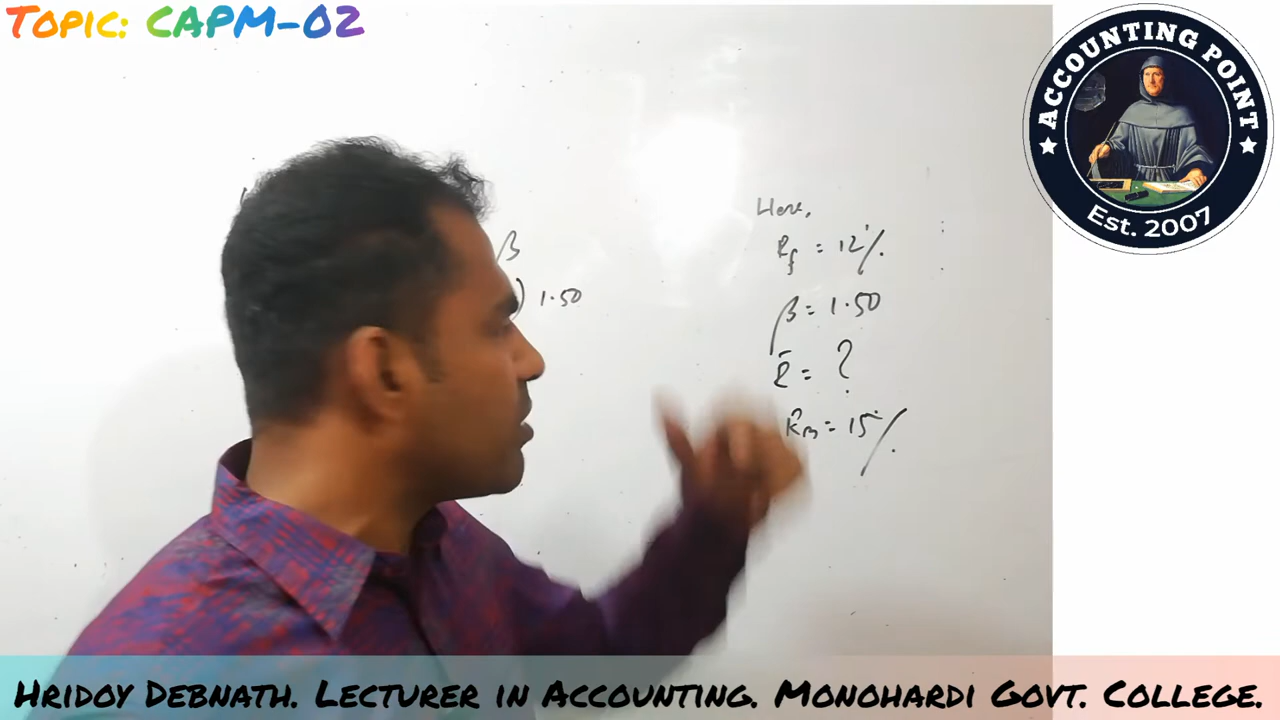 TOPIC: CAPM-02
ACCOUNTING POINT
Est. 2007
β
) 1.50
Here,
Rf = 12%
β = 1.50
R̄ = ?
R̄m = 15%
HRIDOY DEBNATH. LECTURER IN ACCOUNTING. MONOHARDI GOVT. COLLEGE.